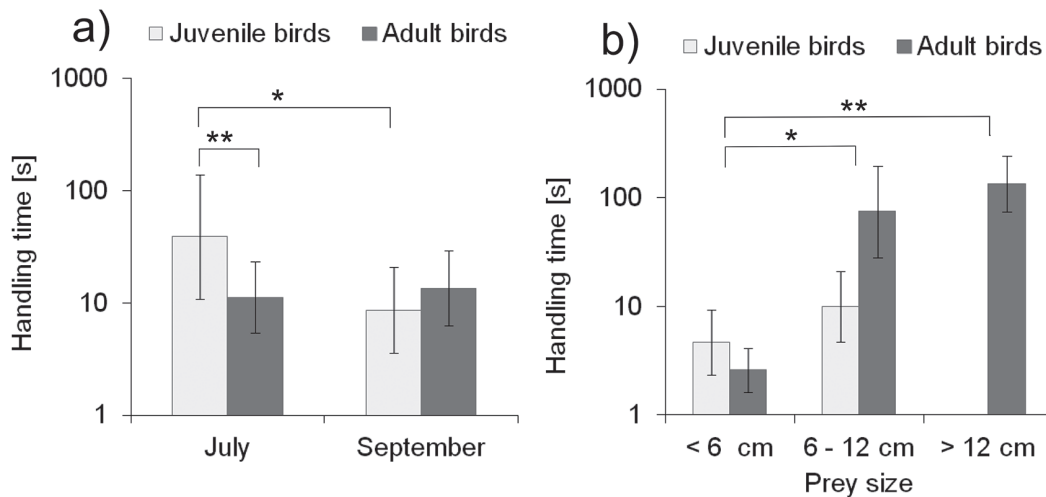 a)
Juvenile birds Adult birds
Handling time [s]
1000
100
10
1
*
**
July September
b)
Juvenile birds Adult birds
Handling time [s]
1000
100
10
1
**
*
< 6 cm 6 - 12 cm > 12 cm
Prey size